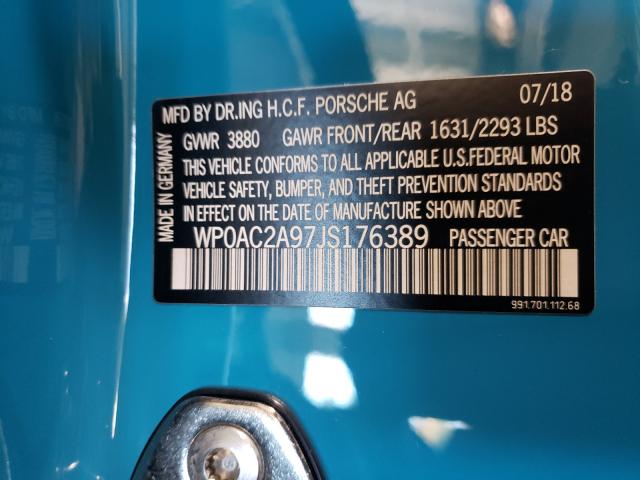 MFD BY DR.ING H.C.F. PORSCHE AG 07/18
GVWR 3880 GAWR FRONT/REAR 1631/2293 LBS
THIS VEHICLE CONFORMS TO ALL APPLICABLE U.S.FEDERAL MOTOR
VEHICLE SAFETY, BUMPER, AND THEFT PREVENTION STANDARDS
IN EFFECT ON THE DATE OF MANUFACTURE SHOWN ABOVE.
WP0AC2A97JS176389 PASSENGER CAR
991.701.112.68
MADE IN GERMANY